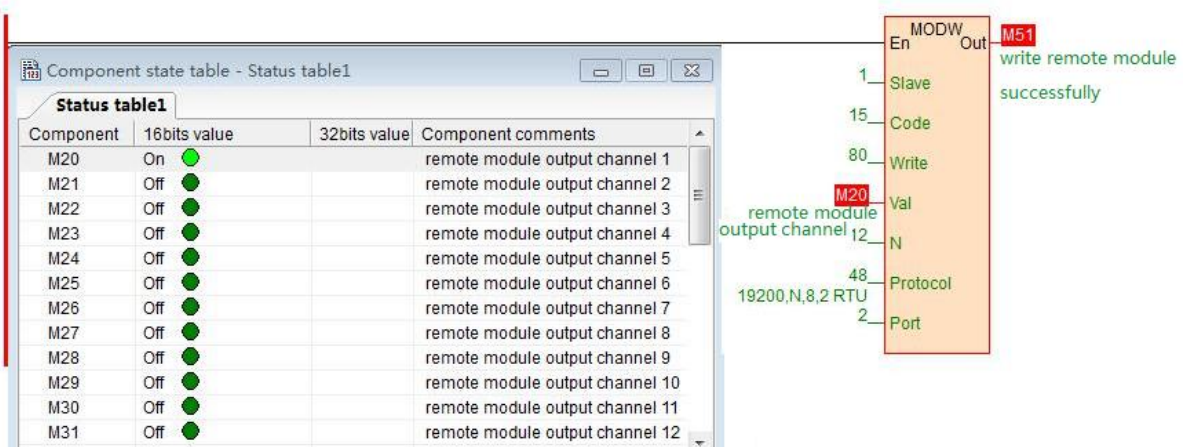 Component state table - Status table1
Status table1
Component 16bits value 32bits value Component comments
M20 On remote module output channel 1
M21 Off remote module output channel 2
M22 Off remote module output channel 3
M23 Off remote module output channel 4
M24 Off remote module output channel 5
M25 Off remote module output channel 6
M26 Off remote module output channel 7
M27 Off remote module output channel 8
M28 Off remote module output channel 9
M29 Off remote module output channel 10
M30 Off remote module output channel 11
M31 Off remote module output channel 12
MODW
En Out M51
write remote module
successfully
1 Slave
15 Code
80 Write
M20 Val
remote module
output channel
12 N
48 Protocol
19200,N,8,2 RTU
2 Port